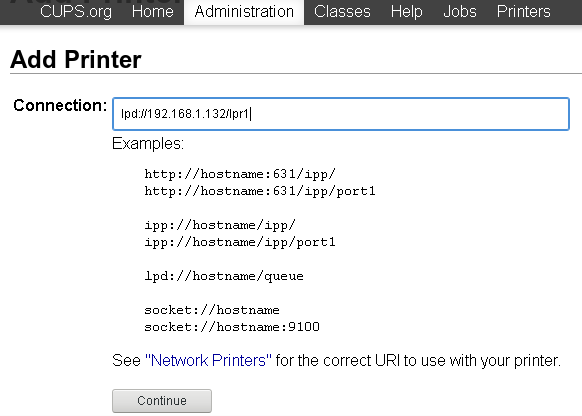 CUPS.org Home Administration Classes Help Jobs Printers
Add Printer
Connection: lpd://192.168.1.132/lpr1
Examples:
http://hostname:631/ipp/
http://hostname:631/ipp/port1
ipp://hostname/ipp/
ipp://hostname/ipp/port1
lpd://hostname/queue
socket://hostname
socket://hostname:9100
See "Network Printers" for the correct URI to use with your printer.
Continue